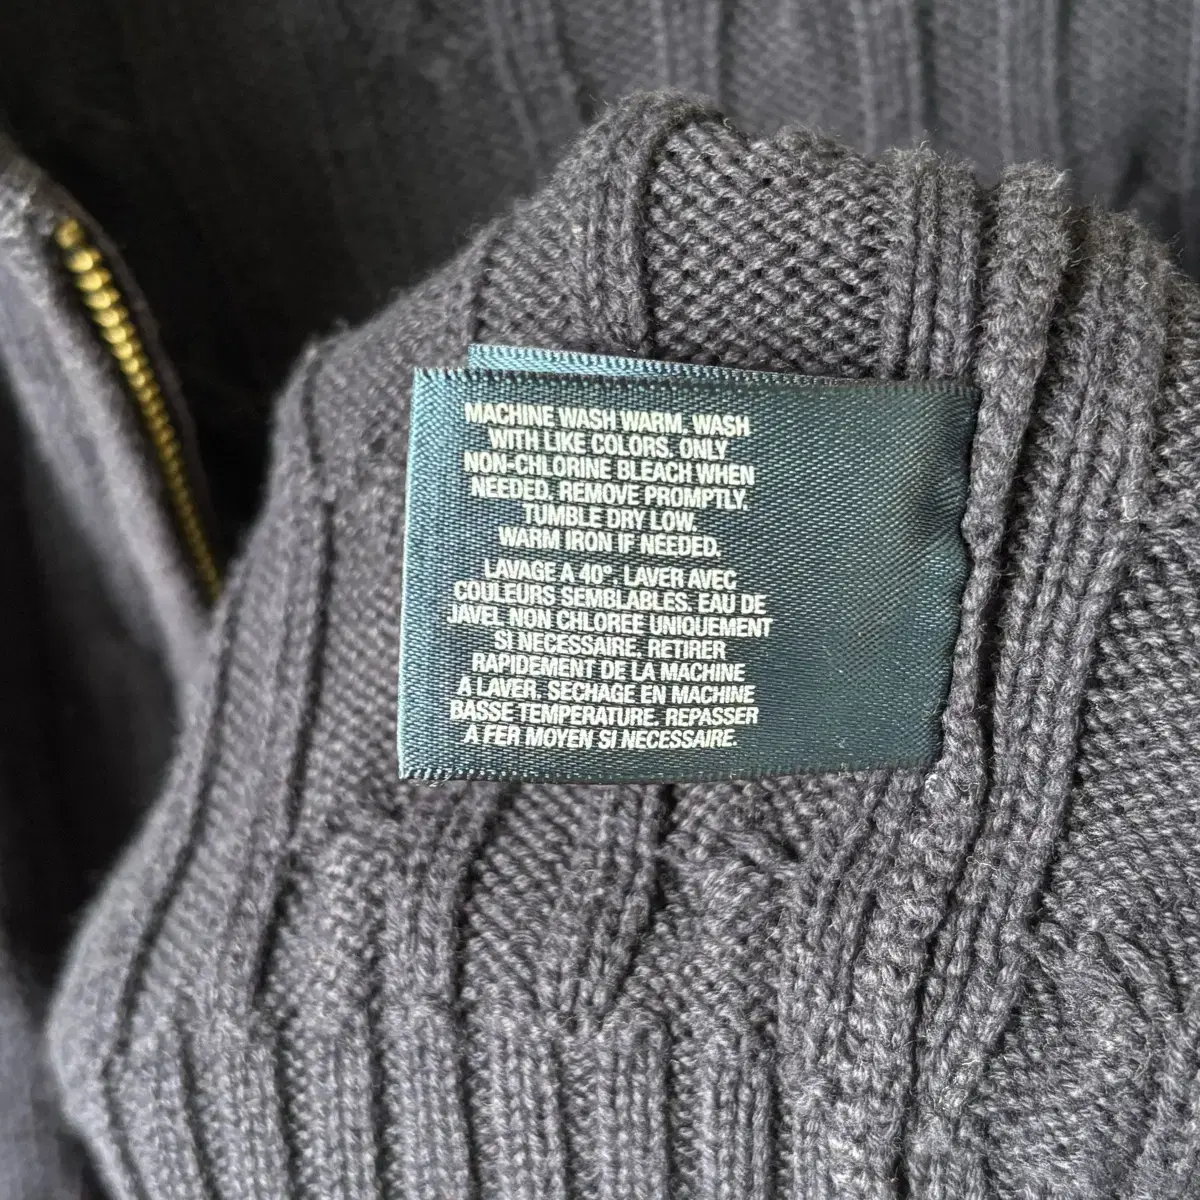 MACHINE WASH WARM. WASH
WITH LIKE COLORS. ONLY
NON-CHLORINE BLEACH WHEN
NEEDED. REMOVE PROMPTLY.
TUMBLE DRY LOW.
WARM IRON IF NEEDED.
LAVAGE A 40°. LAVER AVEC
COULEURS SEMBLABLES. EAU DE
JAVEL NON CHLOREE UNIQUEMENT
SI NECESSAIRE. RETIRER
RAPIDEMENT DE LA MACHINE
A LAVER. SECHAGE EN MACHINE
BASSE TEMPERATURE. REPASSER
A FER MOYEN SI NECESSAIRE.